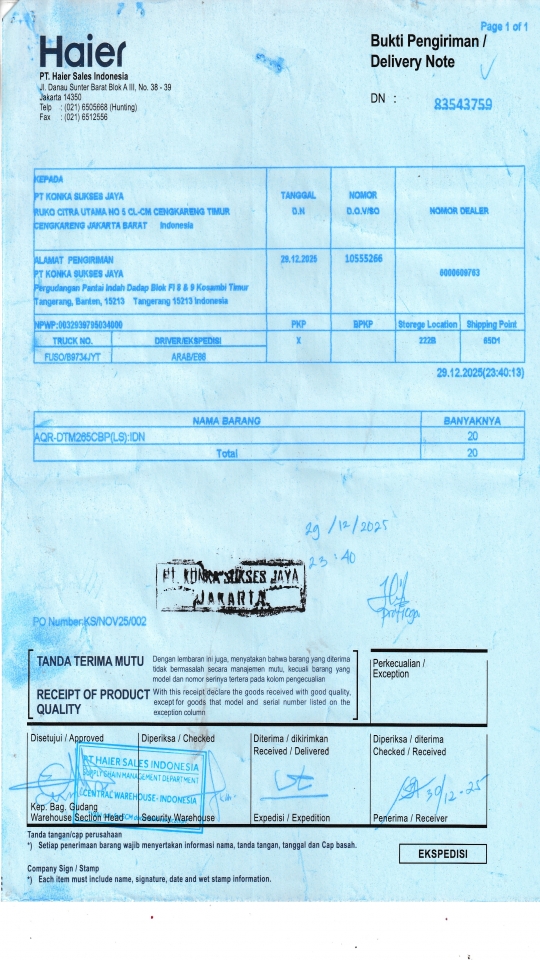 Page 1 of 1
Haier
Bukti Pengiriman /
Delivery Note
PT. Haier Sales Indonesia
Jl. Danau Sunter Barat Blok A III, No. 38 - 39
Jakarta 14350
Telp : (021) 6505668 (Hunting)
Fax : (021) 6512556
DN : 83543759
KEPADA
PT KONKA SUKSES JAYA
RUKO CITRA UTAMA NO 5 CL-CM CENGKARENG TIMUR
CENGKARENG JAKARTA BARAT Indonesia
TANGGAL
D.N
NOMOR
D.O.V/SO
NOMOR DEALER
ALAMAT PENGIRIMAN
PT KONKA SUKSES JAYA
Pergudangan Pantai Indah Dadap Blok FI 8 & 9 Kosambi Timur
Tangerang, Banten, 15213 Tangerang 15213 Indonesia
29.12.2025
10555266
6000609763
NPWP:0032939795034000
PKP
BPKP
Storege Location
Shipping Point
TRUCK NO.
DRIVER/EKSPEDISI
X
222B
65D1
FUSO/B9734JYT
ARAB/E86
29.12.2025(23:40:13)
NAMA BARANG
BANYAKNYA
AQR-DTM265CBP(LS):IDN
20
Total
20
29/12/2025
23:40
PT. KONKA SUKSES JAYA
JAKARTA
PO Number:KS/NOV25/002
TANDA TERIMA MUTU
Dengan lembaran ini juga, menyatakan bahwa barang yang diterima
tidak bermasalah secara manajemen mutu, kecuali barang yang
model dan nomor serinya tertera pada kolom pengecualian
RECEIPT OF PRODUCT
QUALITY
With this receipt declare the goods received with good quality,
except for goods that model and serial number listed on the
exception column
Perkecualian /
Exception
Disetujui / Approved
Diperiksa / Checked
Diterima / dikirimkan
Received / Delivered
Diperiksa / diterima
Checked / Received
PT.HAIER SALES INDONESIA
SUPPLY CHAIN MANAGEMENT DEPARTMENT
CENTRAL WAREHOUSE- INDONESIA
30/12-25
Kep. Bag. Gudang
Warehouse Section Head
Security Warehouse
Expedisi / Expedition
Penerima / Receiver
Tanda tangan/cap perusahaan
*) Setiap penerimaan barang wajib menyertakan informasi nama, tanda tangan, tanggal dan Cap basah.
EKSPEDISI
Company Sign / Stamp
*) Each item must include name, signature, date and wet stamp information.